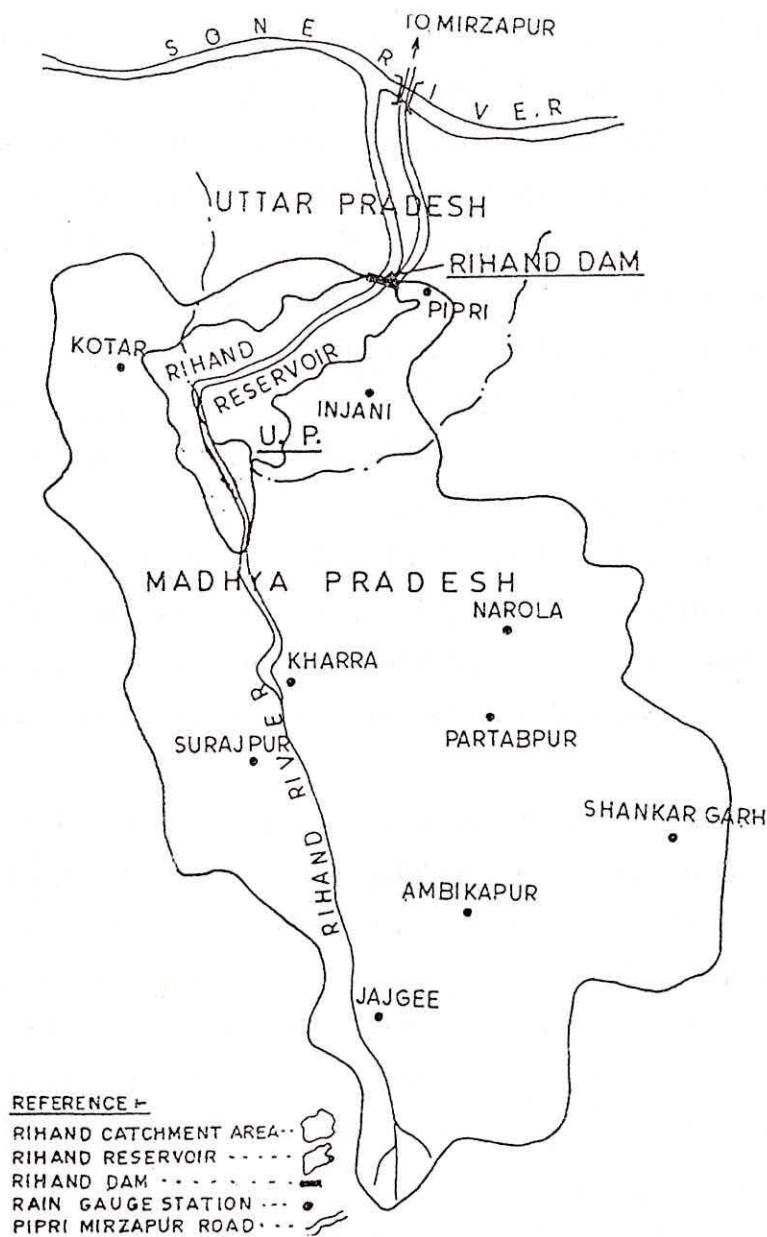 TO MIRZAPUR
SONE RIVER
UTTAR PRADESH
RIHAND DAM
PIPRI
KOTAR
RIHAND
RESERVOIR
INJANI
U. P.
MADHYA PRADESH
NAROLA
KHARRA
PARTABPUR
SURAJPUR
RIHAND RIVER
SHANKAR GARH
AMBIKAPUR
JAJGEE
REFERENCE :-
RIHAND CATCHMENT AREA--
RIHAND RESERVOIR -----
RIHAND DAM --------
RAIN GAUGE STATION ---
PIPRI MIRZAPUR ROAD ---